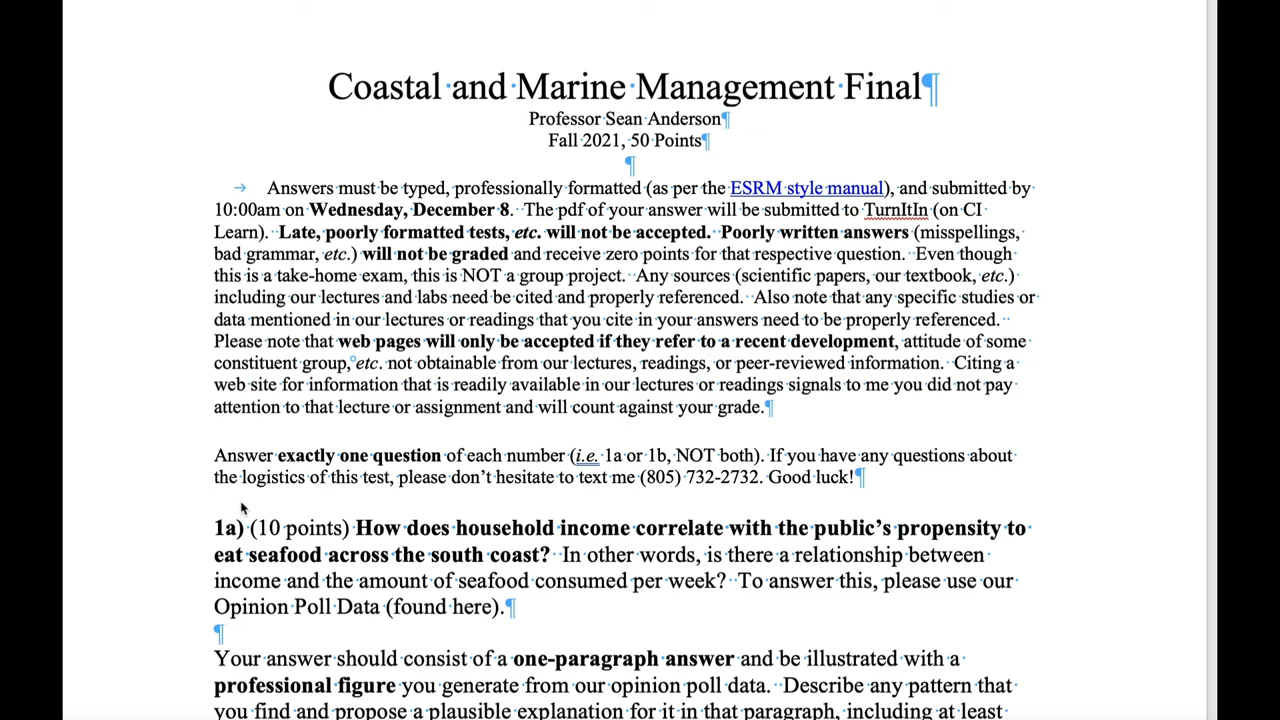 Coastal and Marine Management Final¶
Professor Sean Anderson¶
Fall 2021, 50 Points¶
¶
→ Answers must be typed, professionally formatted (as per the ESRM style manual), and submitted by
10:00am on Wednesday, December 8. The pdf of your answer will be submitted to TurnItIn (on CI
Learn). Late, poorly formatted tests, etc. will not be accepted. Poorly written answers (misspellings,
bad grammar, etc.) will not be graded and receive zero points for that respective question. Even though
this is a take-home exam, this is NOT a group project. Any sources (scientific papers, our textbook, etc.)
including our lectures and labs need be cited and properly referenced. Also note that any specific studies or
data mentioned in our lectures or readings that you cite in your answers need to be properly referenced.
Please note that web pages will only be accepted if they refer to a recent development, attitude of some
constituent group, etc. not obtainable from our lectures, readings, or peer-reviewed information. Citing a
web site for information that is readily available in our lectures or readings signals to me you did not pay
attention to that lecture or assignment and will count against your grade.¶
Answer exactly one question of each number (i.e. 1a or 1b, NOT both). If you have any questions about
the logistics of this test, please don't hesitate to text me (805) 732-2732. Good luck!¶
1a) (10 points) How does household income correlate with the public's propensity to
eat seafood across the south coast? In other words, is there a relationship between
income and the amount of seafood consumed per week? To answer this, please use our
Opinion Poll Data (found here).¶
¶
Your answer should consist of a one-paragraph answer and be illustrated with a
professional figure you generate from our opinion poll data. Describe any pattern that
you find and propose a plausible explanation for it in that paragraph, including at least